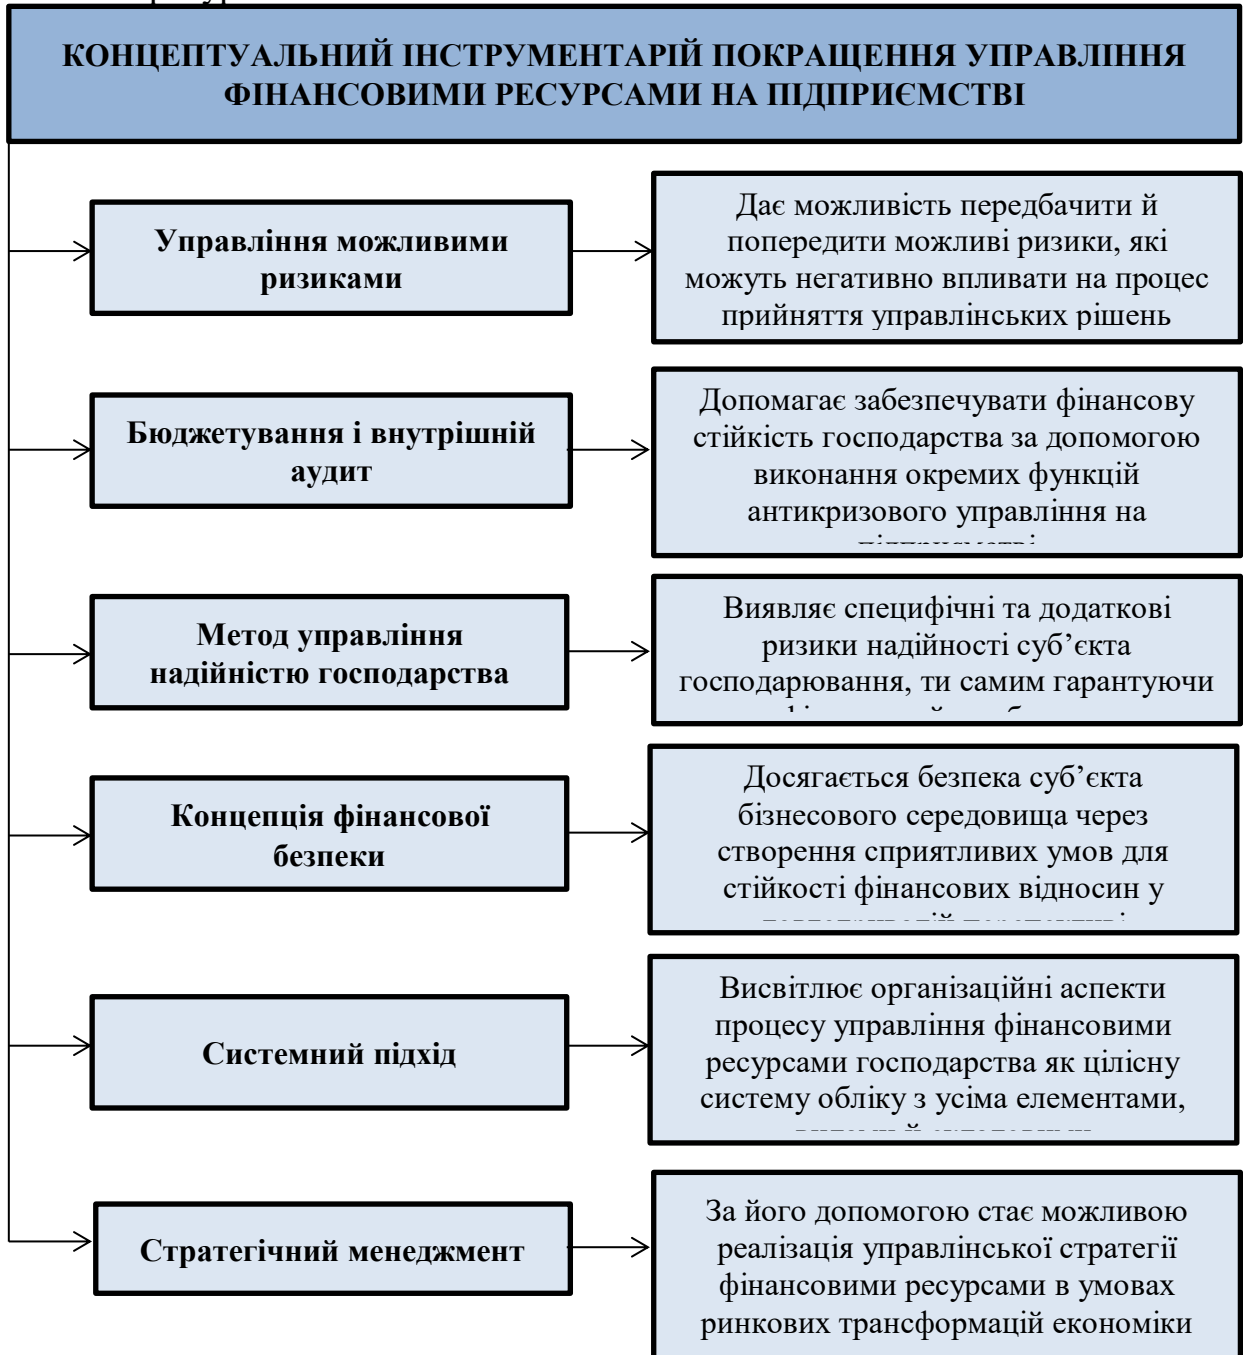 КОНЦЕПТУАЛЬНИЙ ІНСТРУМЕНТАРІЙ ПОКРАЩЕННЯ УПРАВЛІННЯ
ФІНАНСОВИМИ РЕСУРСАМИ НА ПІДПРИЄМСТВІ
Управління можливими
ризиками
Дає можливість передбачити й
попередити можливі ризики, які
можуть негативно впливати на процес
прийняття управлінських рішень
Бюджетування і внутрішній
аудит
Допомагає забезпечувати фінансову
стійкість господарства за допомогою
виконання окремих функцій
антикризового управління на
Метод управління
надійністю господарства
Виявляє специфічні та додаткові
ризики надійності суб’єкта
господарювання, ти самим гарантуючи
Концепція фінансової
безпеки
Досягається безпека суб’єкта
бізнесового середовища через
створення сприятливих умов для
стійкості фінансових відносин у
Системний підхід
Висвітлює організаційні аспекти
процесу управління фінансовими
ресурсами господарства як цілісну
систему обліку з усіма елементами,
Стратегічний менеджмент
За його допомогою стає можливою
реалізація управлінської стратегії
фінансовими ресурсами в умовах
ринкових трансформацій економіки